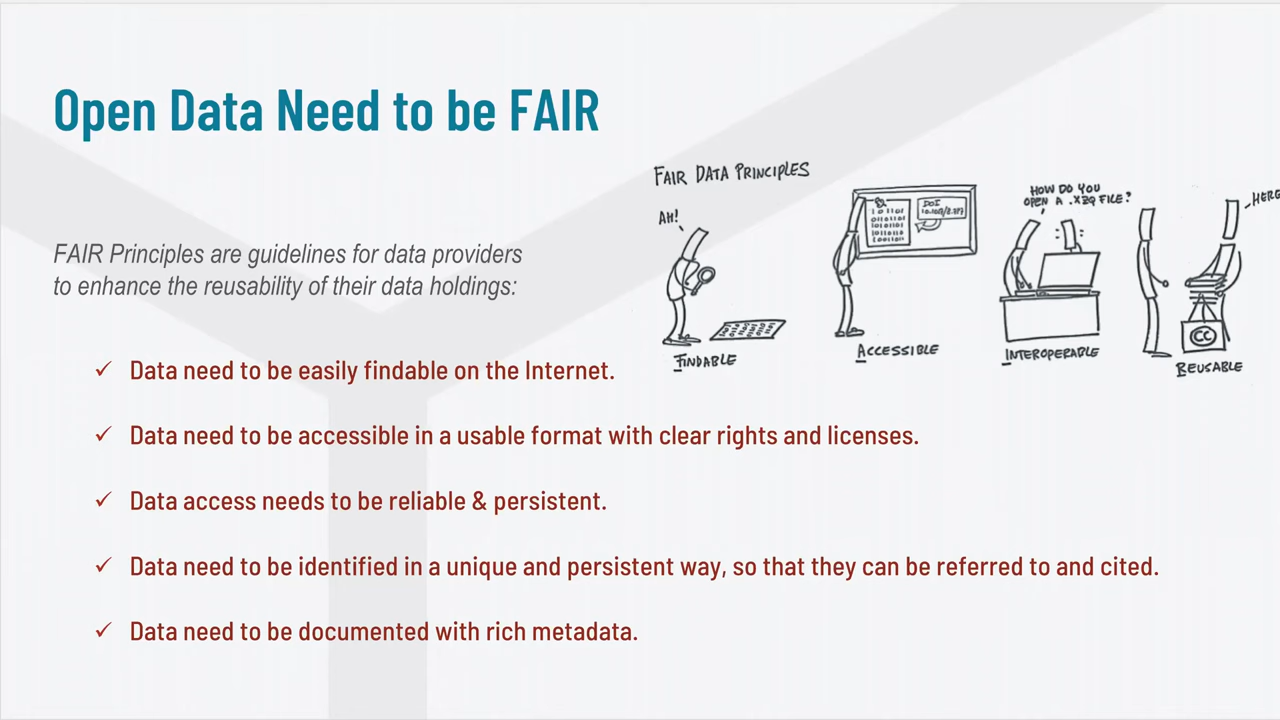 Open Data Need to be FAIR
FAIR DATA PRINCIPLES
AH!
FINDABLE
DOI
ACCESSIBLE
HOW DO YOU
OPEN A .XZQ FILE?
INTEROPERABLE
HERE
CC
REUSABLE
FAIR Principles are guidelines for data providers
to enhance the reusability of their data holdings:
✓ Data need to be easily findable on the Internet.
✓ Data need to be accessible in a usable format with clear rights and licenses.
✓ Data access needs to be reliable & persistent.
✓ Data need to be identified in a unique and persistent way, so that they can be referred to and cited.
✓ Data need to be documented with rich metadata.